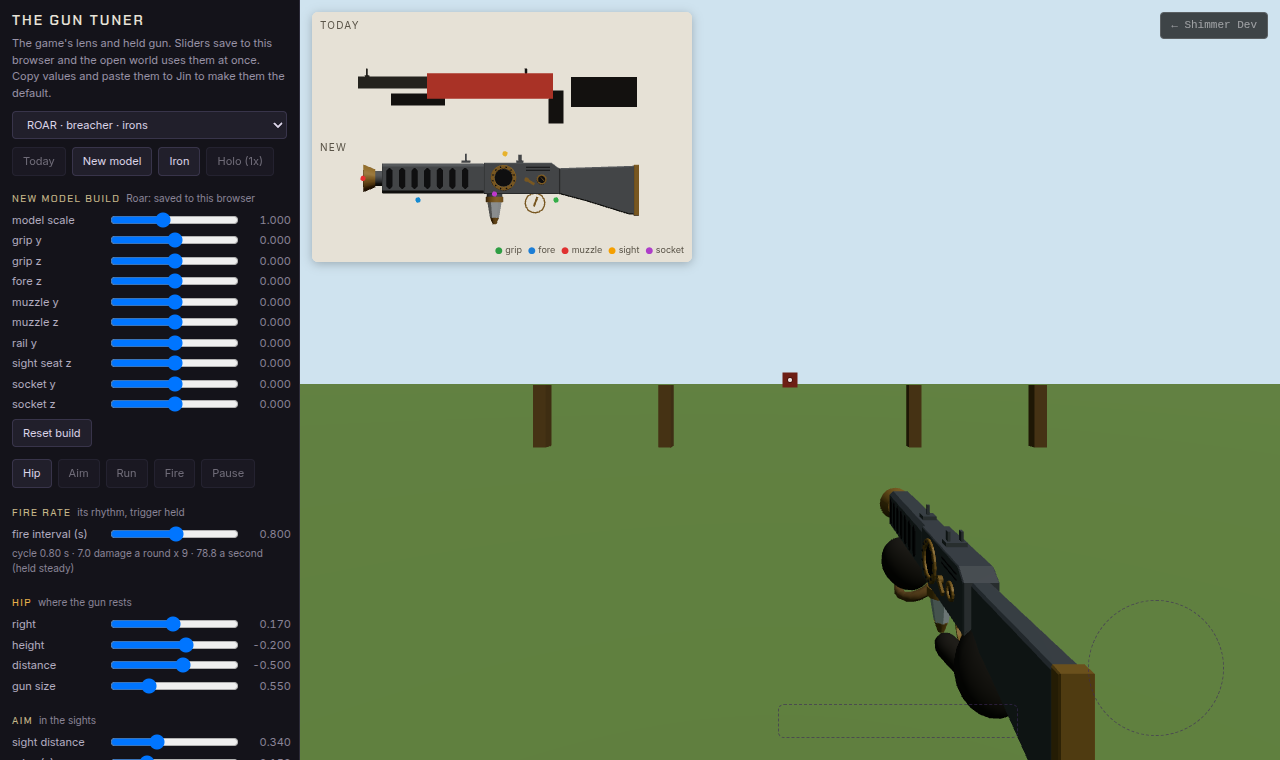 THE GUN TUNER
The game's lens and held gun. Sliders save to this
browser and the open world uses them at once.
Copy values and paste them to Jin to make them the
default.
ROAR · breacher · irons
Today New model Iron Holo (1x)
NEW MODEL BUILD Roar: saved to this browser
model scale 1.000
grip y 0.000
grip z 0.000
fore z 0.000
muzzle y 0.000
muzzle z 0.000
rail y 0.000
sight seat z 0.000
socket y 0.000
socket z 0.000
Reset build
Hip Aim Run Fire Pause
FIRE RATE its rhythm, trigger held
fire interval (s) 0.800
cycle 0.80 s · 7.0 damage a round x 9 · 78.8 a second
(held steady)
HIP where the gun rests
right 0.170
height -0.200
distance -0.500
gun size 0.550
AIM in the sights
sight distance 0.340
TODAY
NEW
grip fore muzzle sight socket
← Shimmer Dev